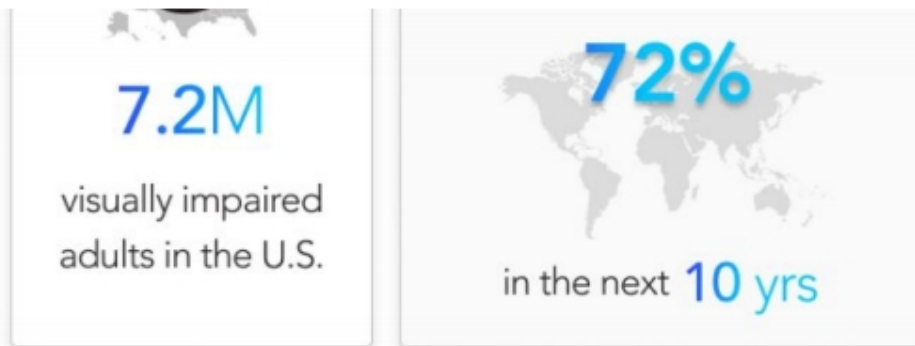 7.2M
visually impaired
adults in the U.S.
72%
in the next 10 yrs